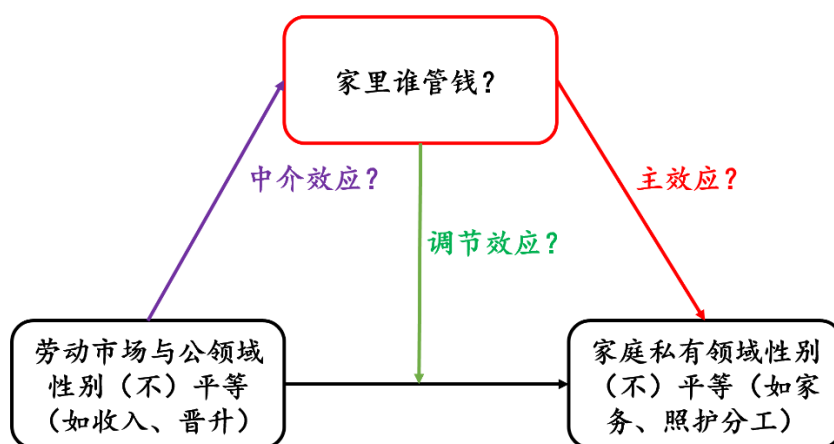 家里谁管钱？
中介效应？
主效应？
调节效应？
劳动市场与公领域
性别（不）平等
（如收入、晋升）
家庭私有领域性别
（不）平等（如家
务、照护分工）